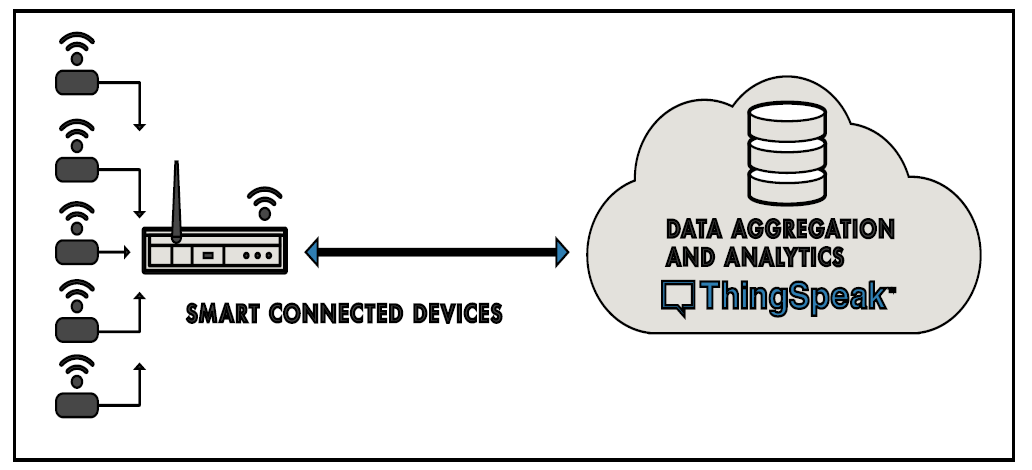 SMART CONNECTED DEVICES
DATA AGGREGATION
AND ANALYTICS
ThingSpeak™